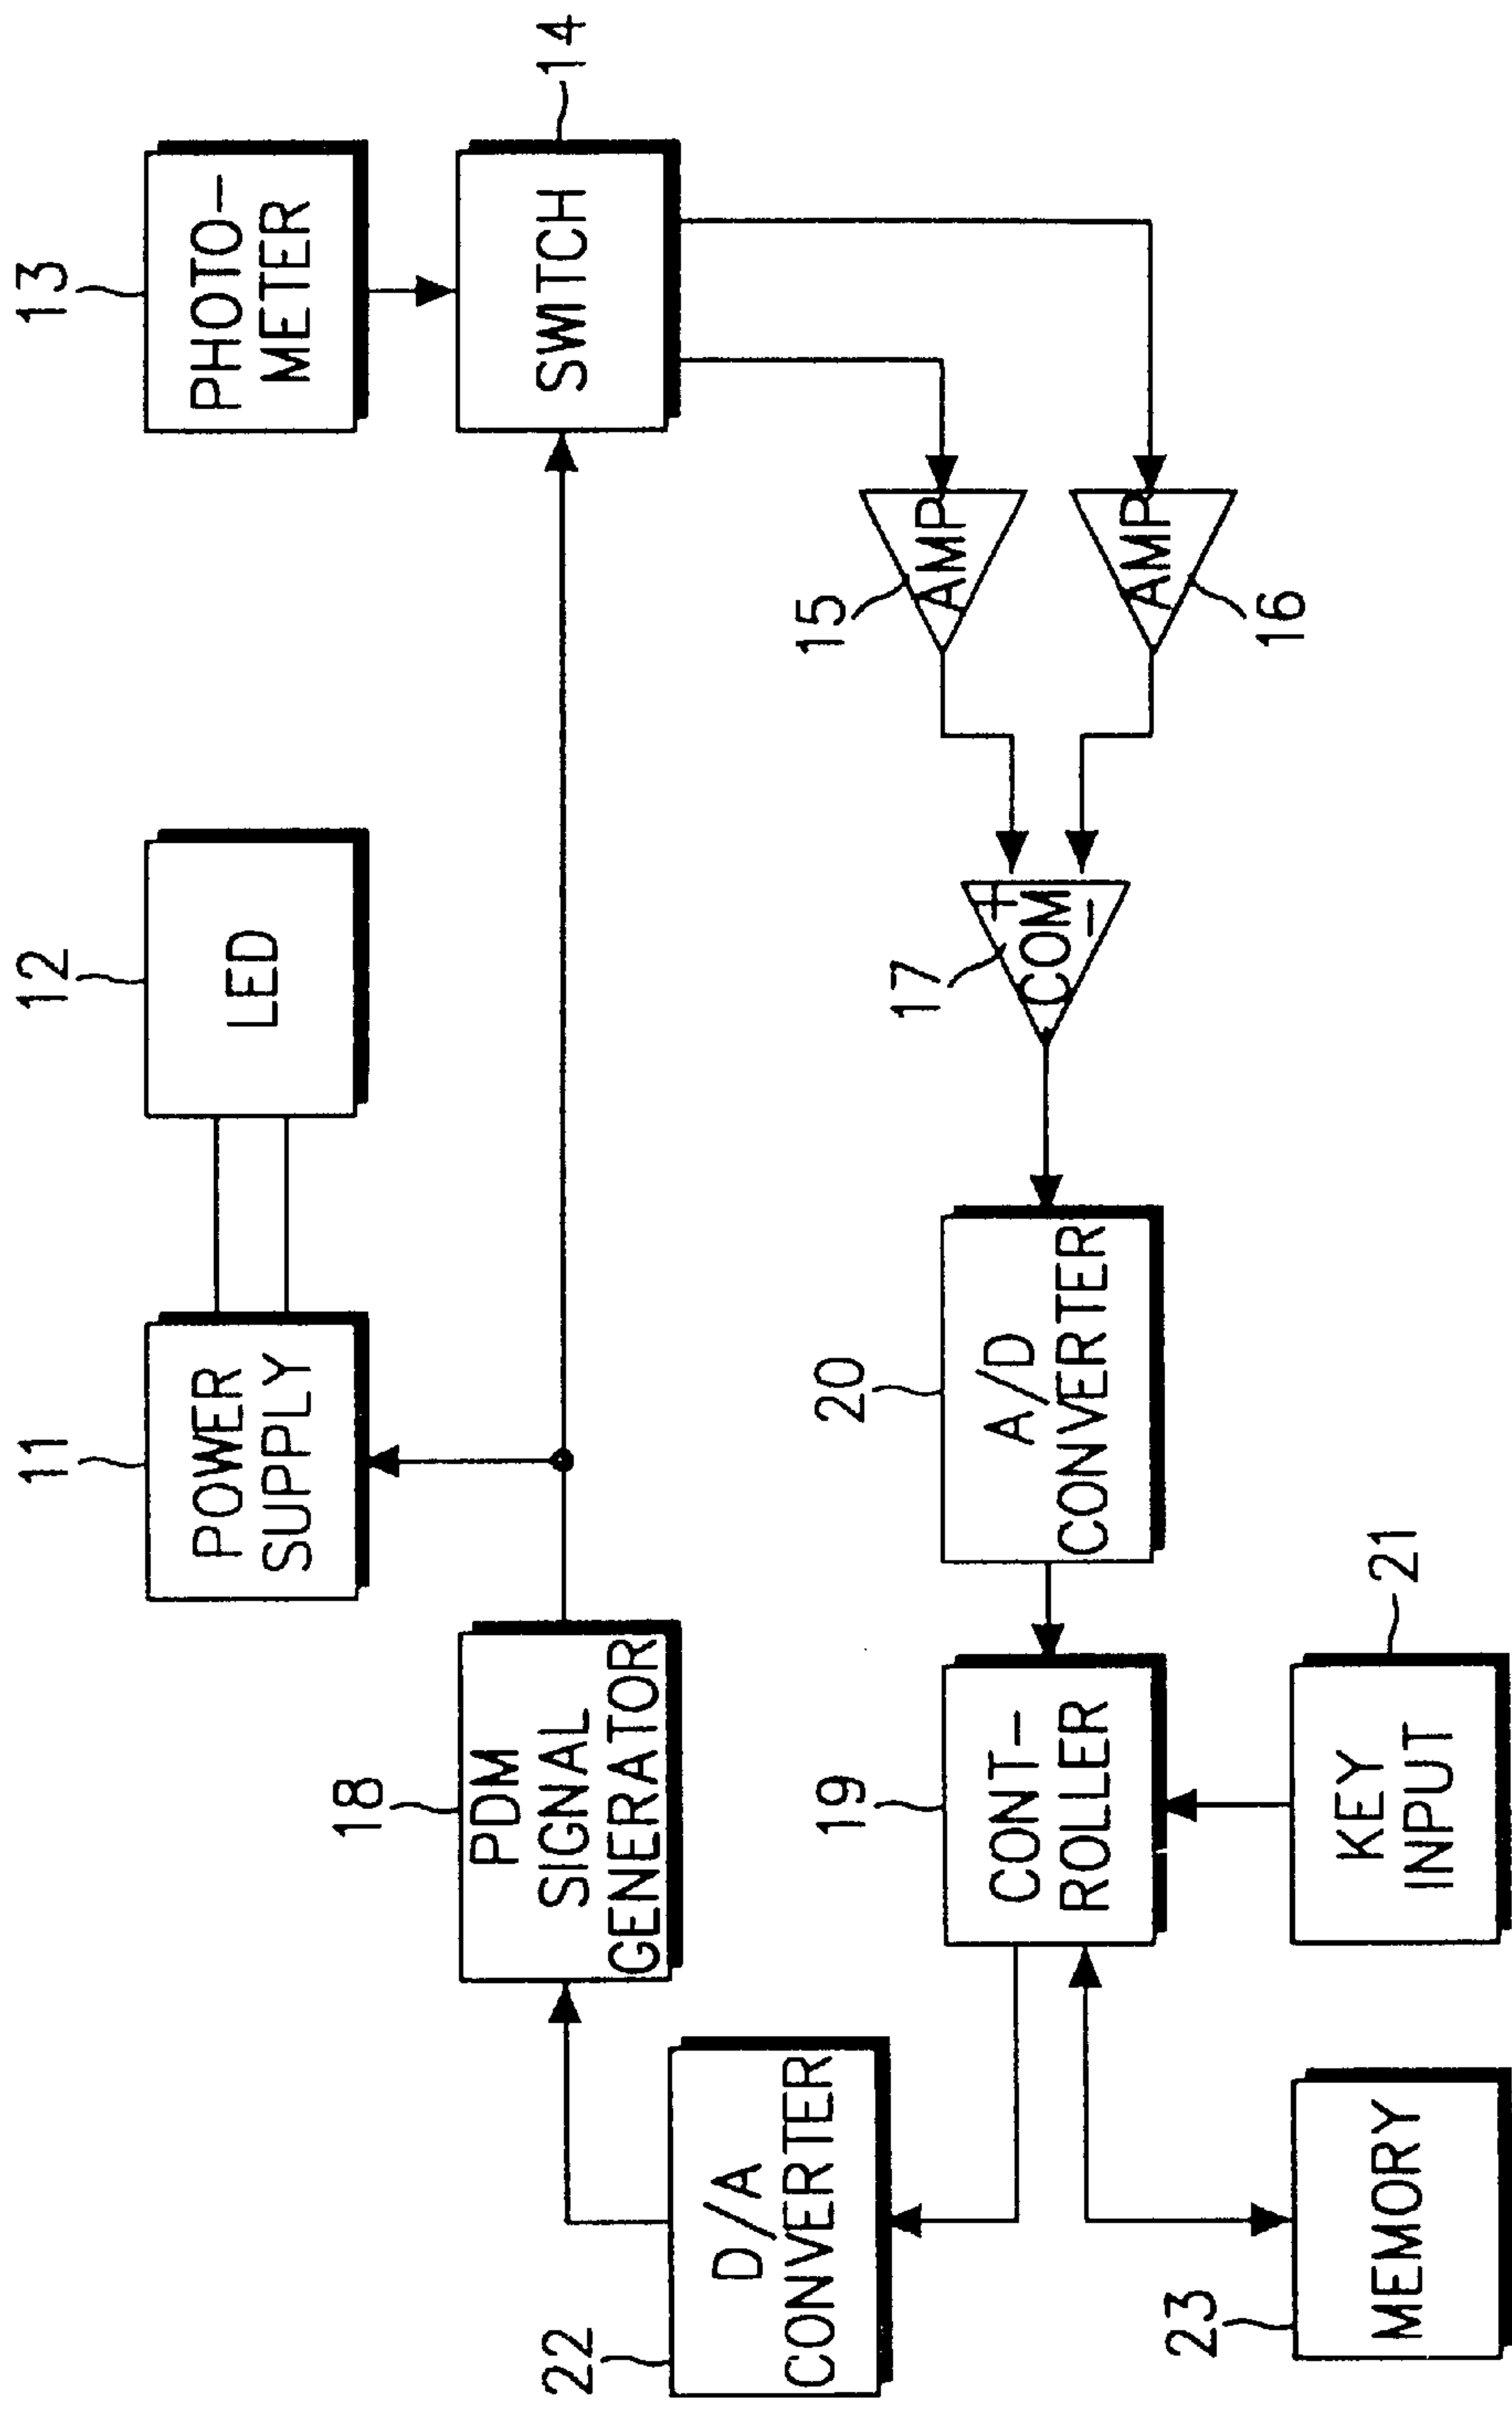 11
POWER
SUPPLY
12
LED
13
PHOTO-
METER
18
PDM
SIGNAL
GENERATOR
SWITCH
14
22
D/A
CONVERTER
19
CONT-
ROLLER
20
A/D
CONVERTER
17
+
COM
-
15
AMP
AMP
16
23
MEMORY
KEY
INPUT
21